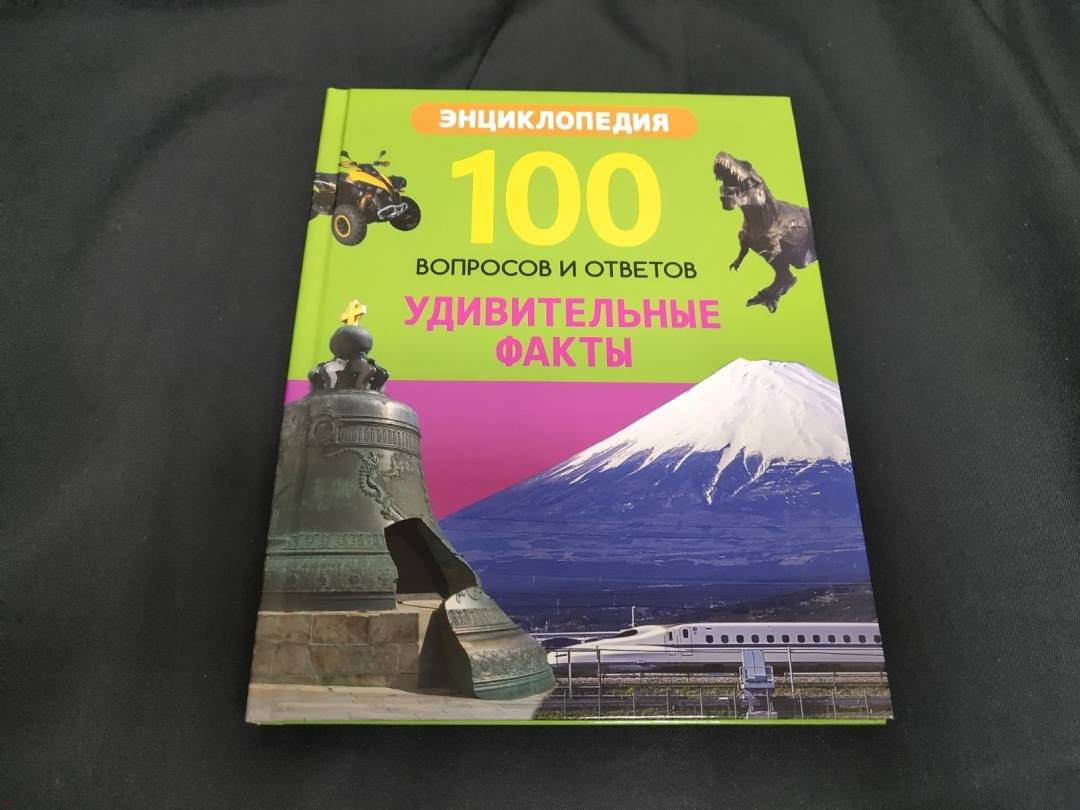 ЭНЦИКЛОПЕДИЯ
100
ВОПРОСОВ И ОТВЕТОВ
УДИВИТЕЛЬНЫЕ
ФАКТЫ